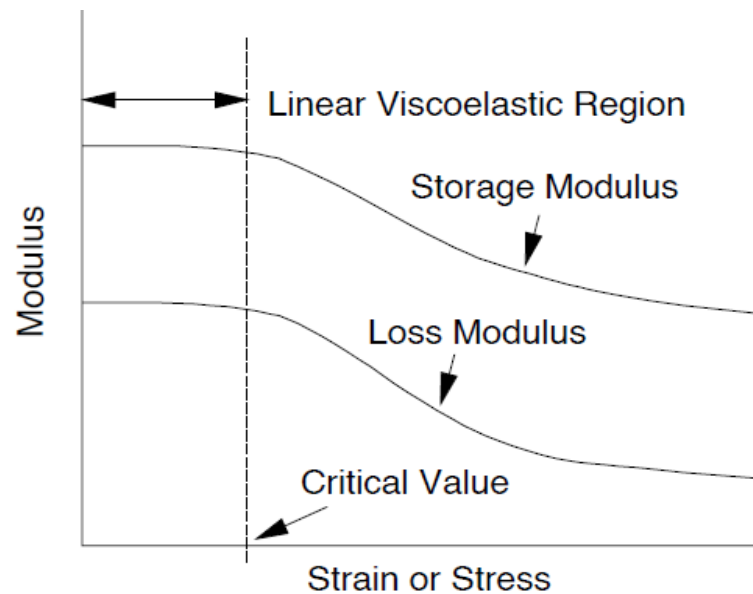 Linear Viscoelastic Region
Storage Modulus
Modulus
Loss Modulus
Critical Value
Strain or Stress